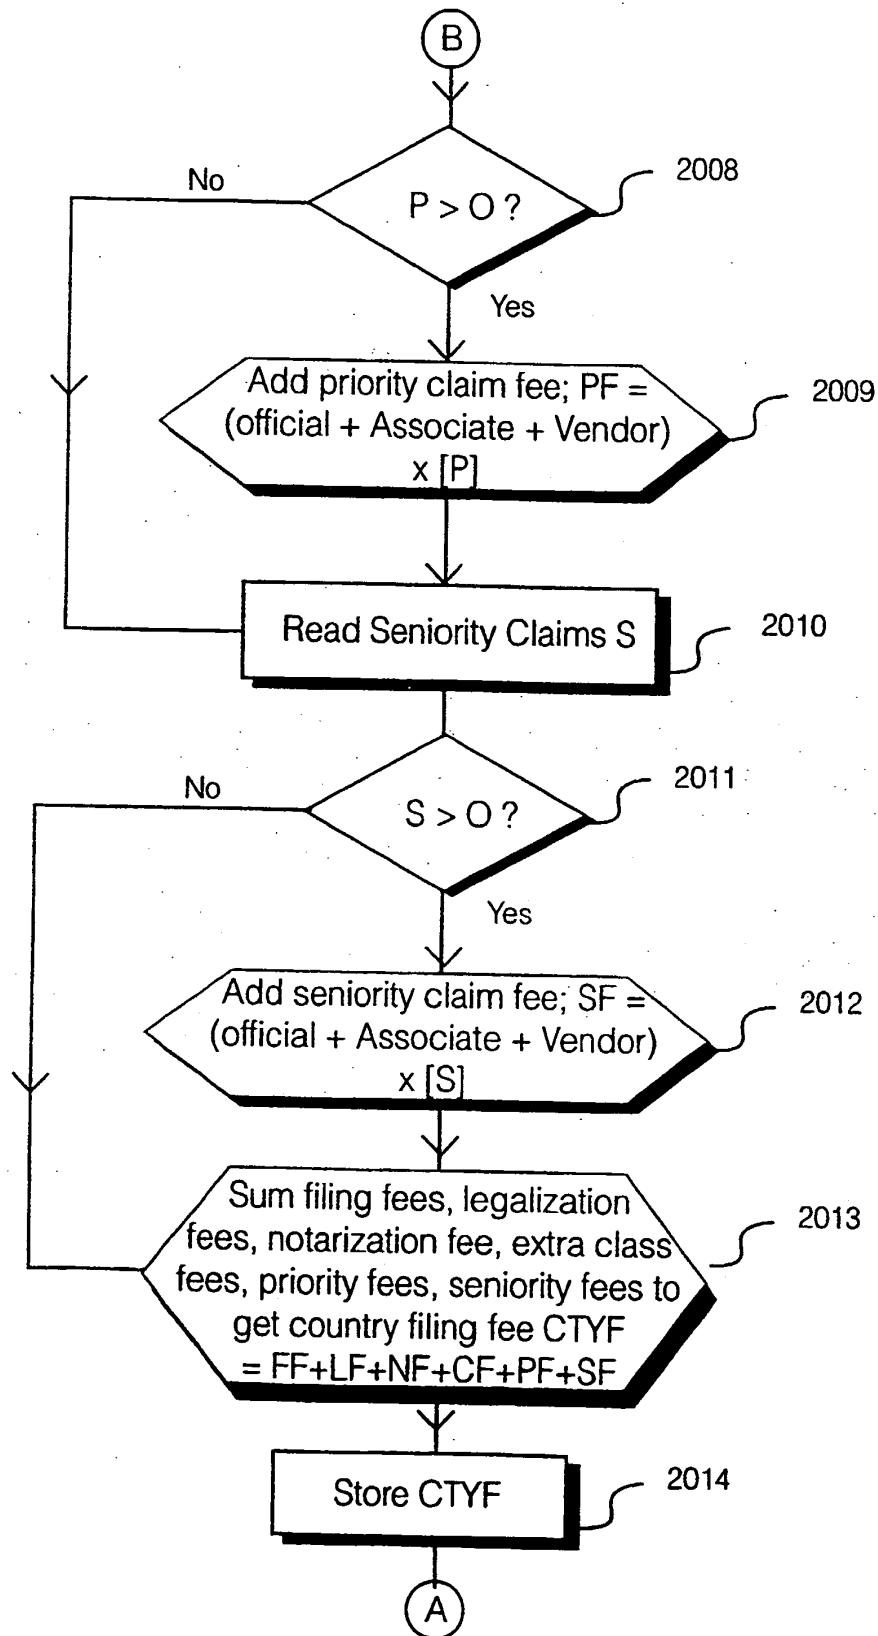 B
P > O ?
2008
No
Yes
Add priority claim fee; PF =
(official + Associate + Vendor)
x [P]
2009
Read Seniority Claims S
2010
S > O ?
2011
No
Yes
Add seniority claim fee; SF =
(official + Associate + Vendor)
x [S]
2012
Sum filing fees, legalization
fees, notarization fee, extra class
fees, priority fees, seniority fees to
get country filing fee CTYF
= FF+LF+NF+CF+PF+SF
2013
Store CTYF
2014
A